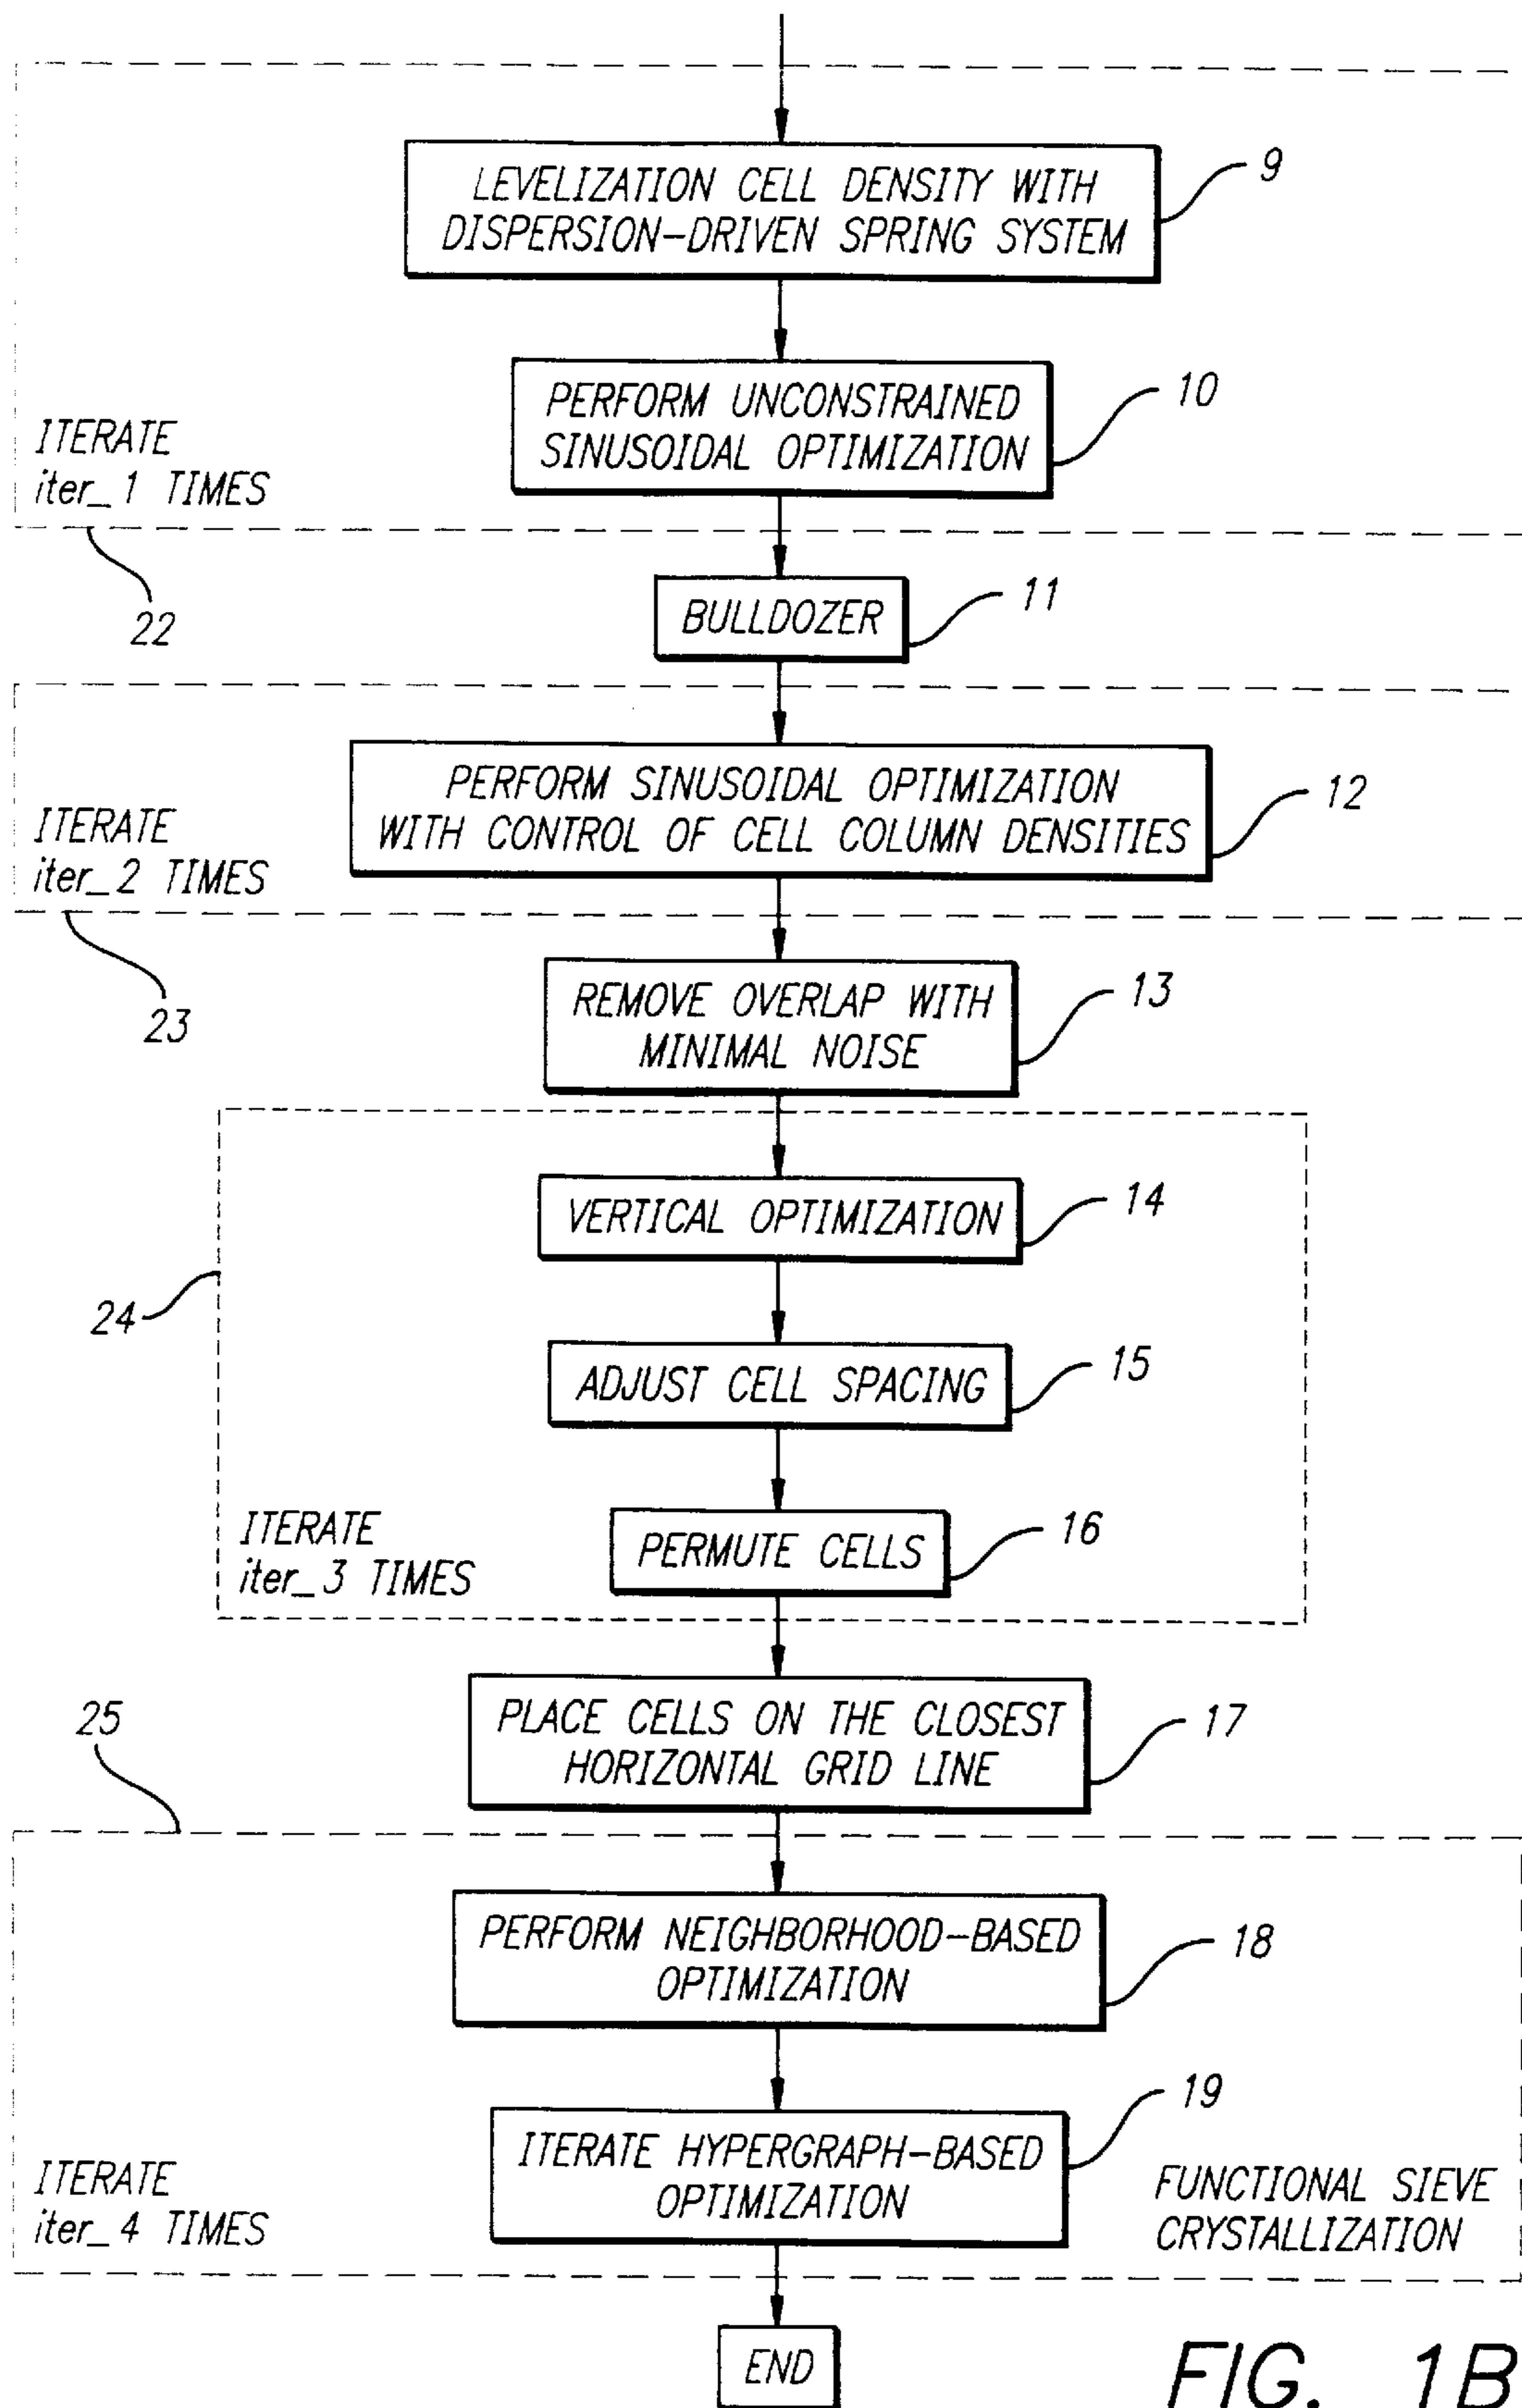 LEVELIZATION CELL DENSITY WITH
DISPERSION-DRIVEN SPRING SYSTEM
9
PERFORM UNCONSTRAINED
SINUSOIDAL OPTIMIZATION
10
ITERATE
iter_1 TIMES
22
BULLDOZER
11
PERFORM SINUSOIDAL OPTIMIZATION
WITH CONTROL OF CELL COLUMN DENSITIES
12
ITERATE
iter_2 TIMES
23
REMOVE OVERLAP WITH
MINIMAL NOISE
13
VERTICAL OPTIMIZATION
14
24
ADJUST CELL SPACING
15
PERMUTE CELLS
16
ITERATE
iter_3 TIMES
PLACE CELLS ON THE CLOSEST
HORIZONTAL GRID LINE
17
25
PERFORM NEIGHBORHOOD-BASED
OPTIMIZATION
18
ITERATE HYPERGRAPH-BASED
OPTIMIZATION
19
ITERATE
iter_4 TIMES
FUNCTIONAL SIEVE
CRYSTALLIZATION
END
FIG. 1B